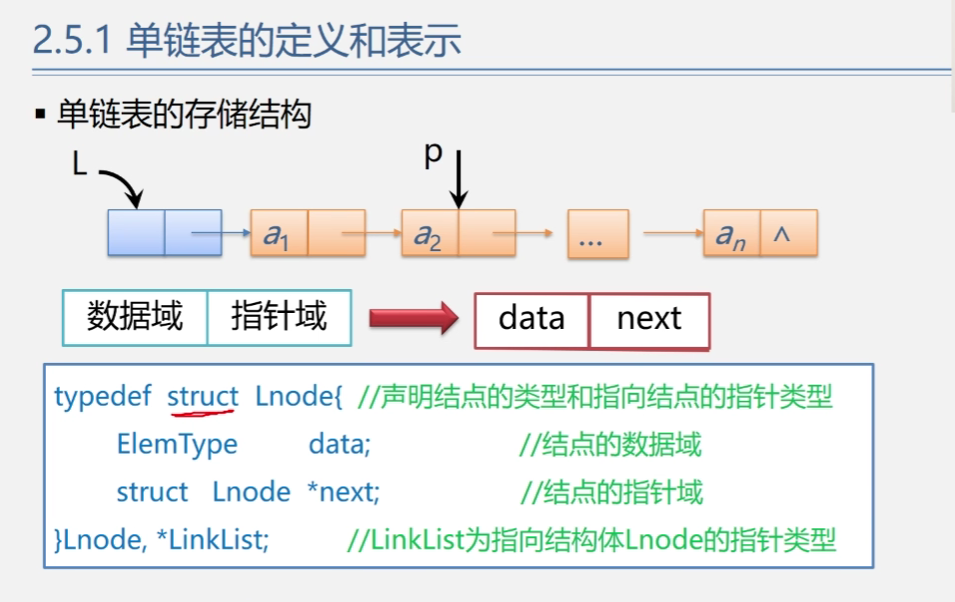 2.5.1 单链表的定义和表示
▪ 单链表的存储结构
L
p
a1 a2 ... an ∧
数据域 指针域 data next
typedef struct Lnode{ //声明结点的类型和指向结点的指针类型
ElemType data; //结点的数据域
struct Lnode *next; //结点的指针域
}Lnode, *LinkList; //LinkList为指向结构体Lnode的指针类型